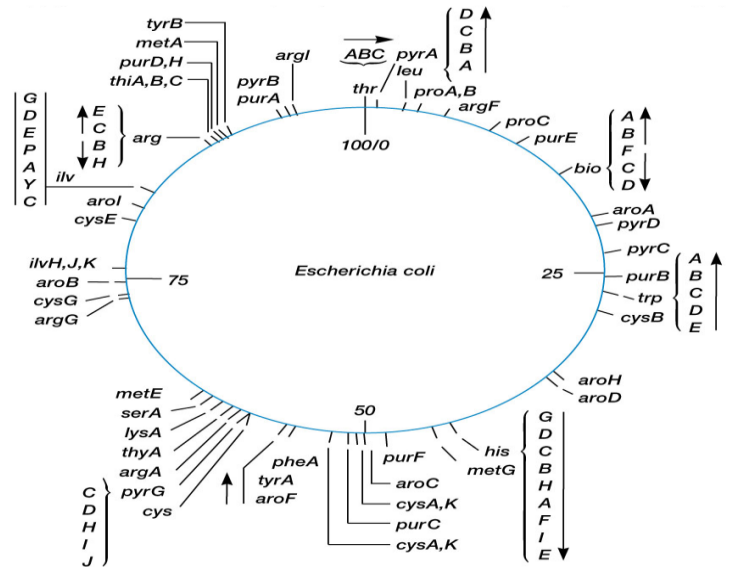 tyrB
metA
purD,H
thiA,B,C
argI
pyrB
purA
ABC
thr
pyrA
D
C
B
A
leu
proA,B
argF
proC
purE
bio
A
B
F
C
D
aroA
pyrD
pyrC
purB
trp
A
B
C
D
E
cysB
aroH
aroD
his
G
D
C
B
H
A
F
I
E
metG
purF
aroC
cysA,K
purC
cysA,K
pheA
tyrA
aroF
cys
C
D
H
I
J
pyrG
argA
thyA
lysA
serA
metE
argG
cysG
aroB
ilvH,J,K
cysE
aroI
ilv
G
D
E
P
A
Y
C
arg
E
C
B
H
100/0
25
50
75
Escherichia coli